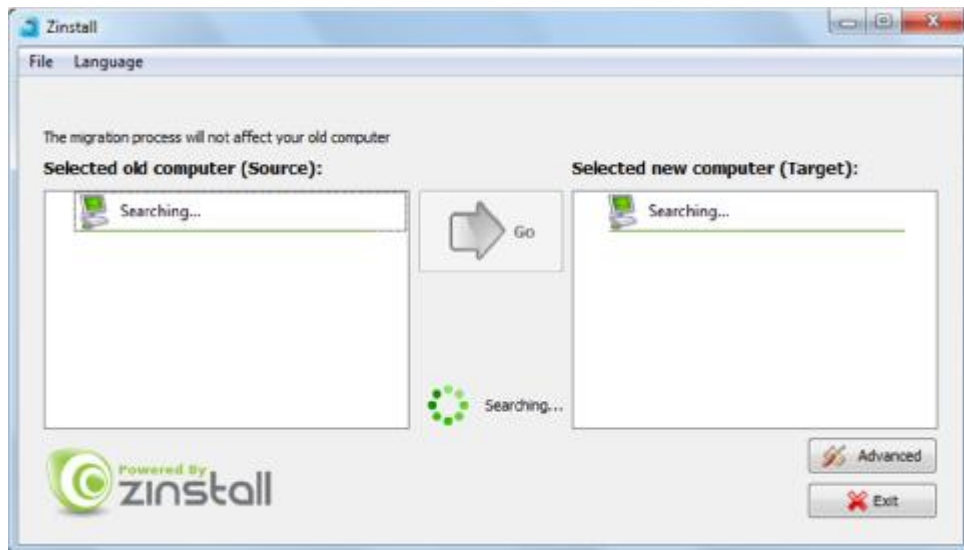 Zinstall
File Language
The migration process will not affect your old computer
Selected old computer (Source):
Selected new computer (Target):
Searching...
Go
Searching...
Searching...
Advanced
Powered By
zinstall
Exit